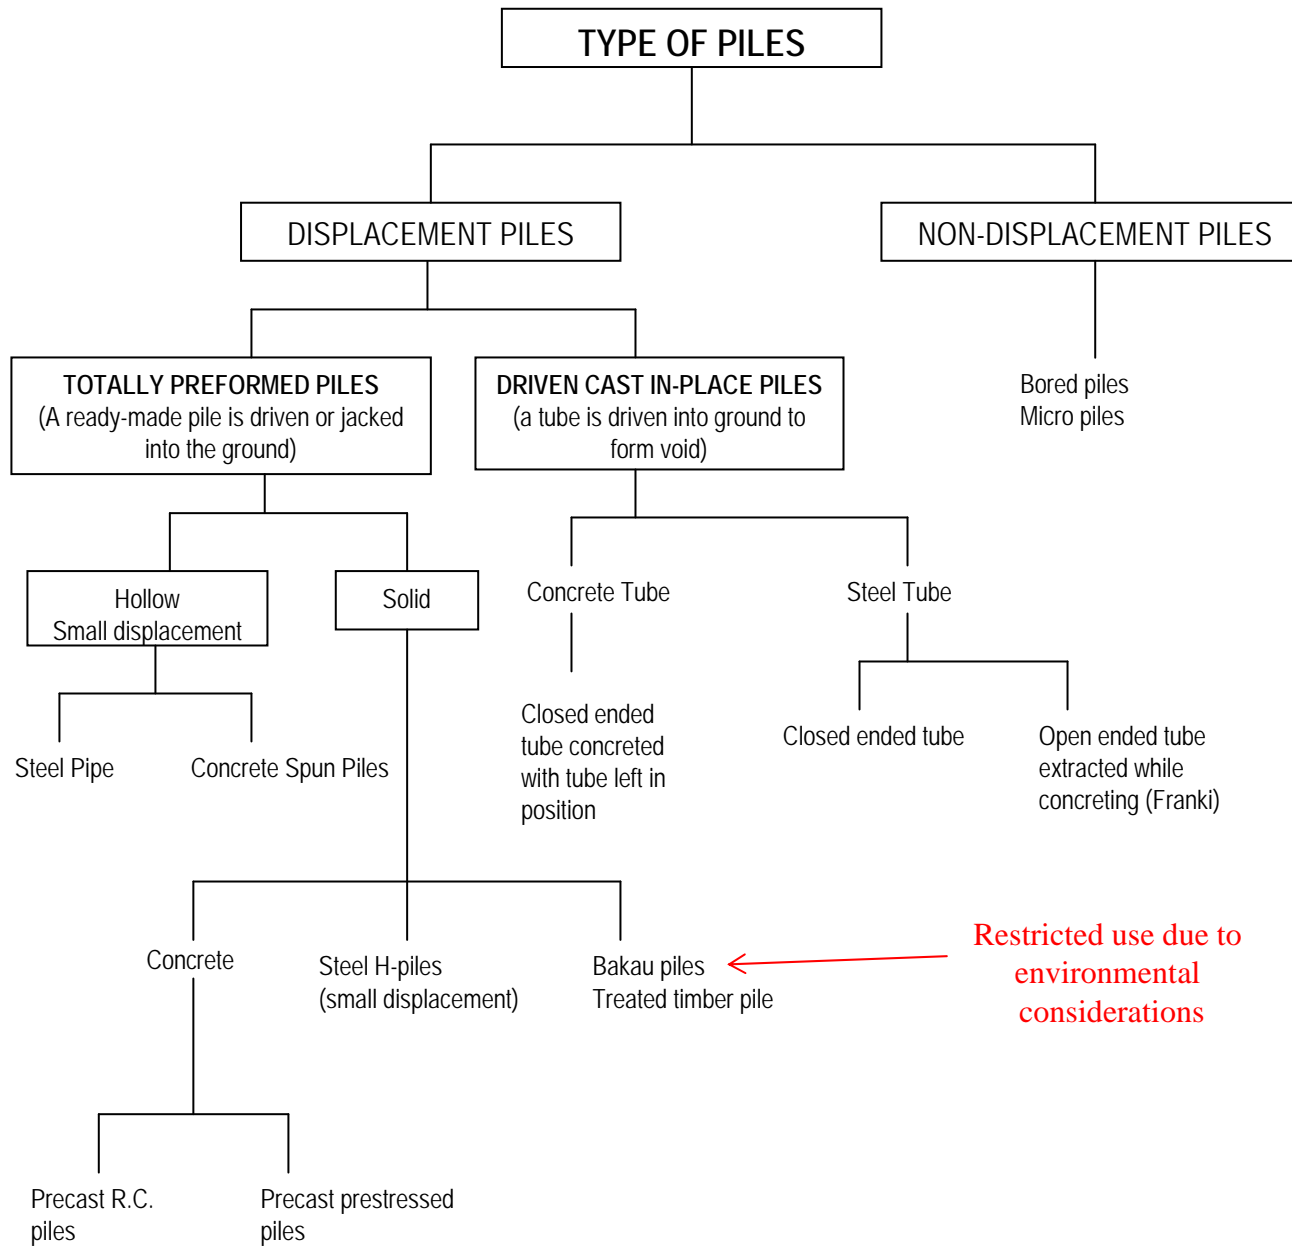 TYPE OF PILES
DISPLACEMENT PILES
NON-DISPLACEMENT PILES
TOTALLY PREFORMED PILES
(A ready-made pile is driven or jacked
into the ground)
DRIVEN CAST IN-PLACE PILES
(a tube is driven into ground to
form void)
Bored piles
Micro piles
Hollow
Small displacement
Solid
Concrete Tube
Steel Tube
Steel Pipe
Concrete Spun Piles
Closed ended
tube concreted
with tube left in
position
Closed ended tube
Open ended tube
extracted while
concreting (Franki)
Concrete
Steel H-piles
(small displacement)
Bakau piles
Treated timber pile
Restricted use due to
environmental
considerations
Precast R.C.
piles
Precast prestressed
piles